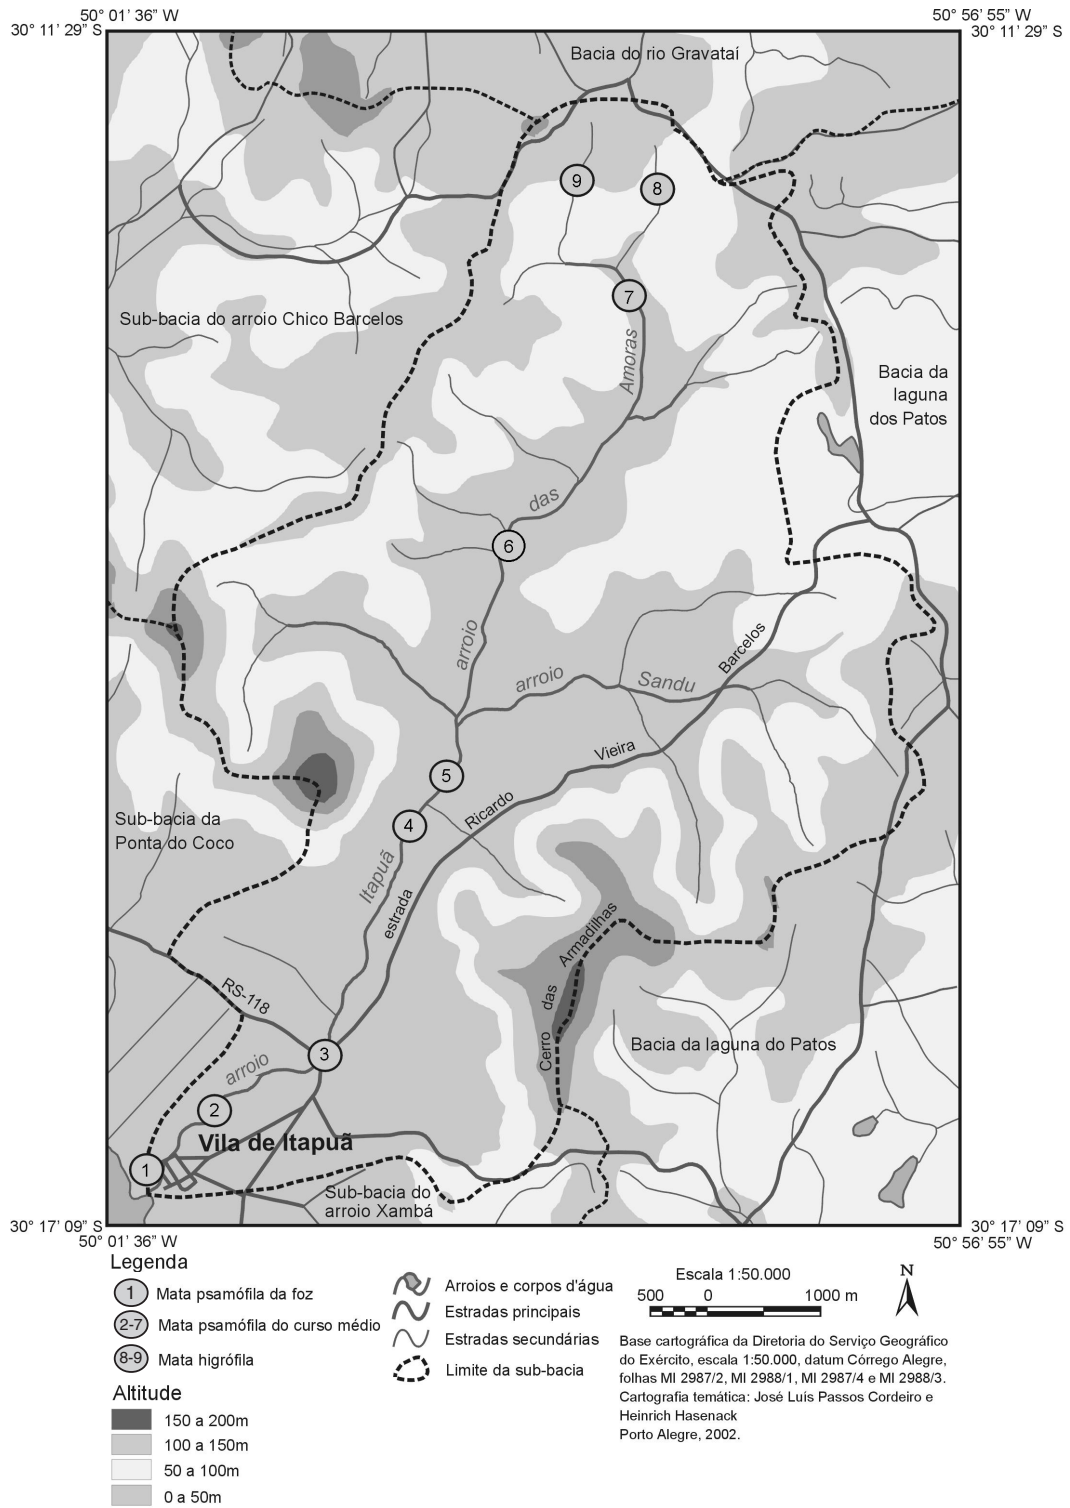 50° 01' 36" W
50° 56' 55" W
30° 11' 29" S
30° 11' 29" S
Bacia do rio Gravataí
9
8
7
Sub-bacia do arroio Chico Barcelos
Amoras
Bacia da
laguna
dos Patos
das
6
arroio
Barcelos
arroio
Sandu
Vieira
5
Ricardo
4
Sub-bacia da
Ponta do Coco
Itapuã
estrada
Armadilhas
das
Cerro
RS-118
Bacia da laguna do Patos
3
arroio
2
Vila de Itapuã
1
Sub-bacia do
arroio Xambá
30° 17' 09" S
30° 17' 09" S
50° 01' 36" W
50° 56' 55" W
Legenda
1 Mata psamófila da foz
2-7 Mata psamófila do curso médio
8-9 Mata higrófila
Altitude
150 a 200m
100 a 150m
50 a 100m
0 a 50m
Arroios e corpos d'água
Estradas principais
Estradas secundárias
Limite da sub-bacia
Escala 1:50.000
500 0 1000 m
N
Base cartográfica da Diretoria do Serviço Geográfico
do Exército, escala 1:50.000, datum Córrego Alegre,
folhas MI 2987/2, MI 2988/1, MI 2987/4 e MI 2988/3.
Cartografia temática: José Luís Passos Cordeiro e
Heinrich Hasenack
Porto Alegre, 2002.